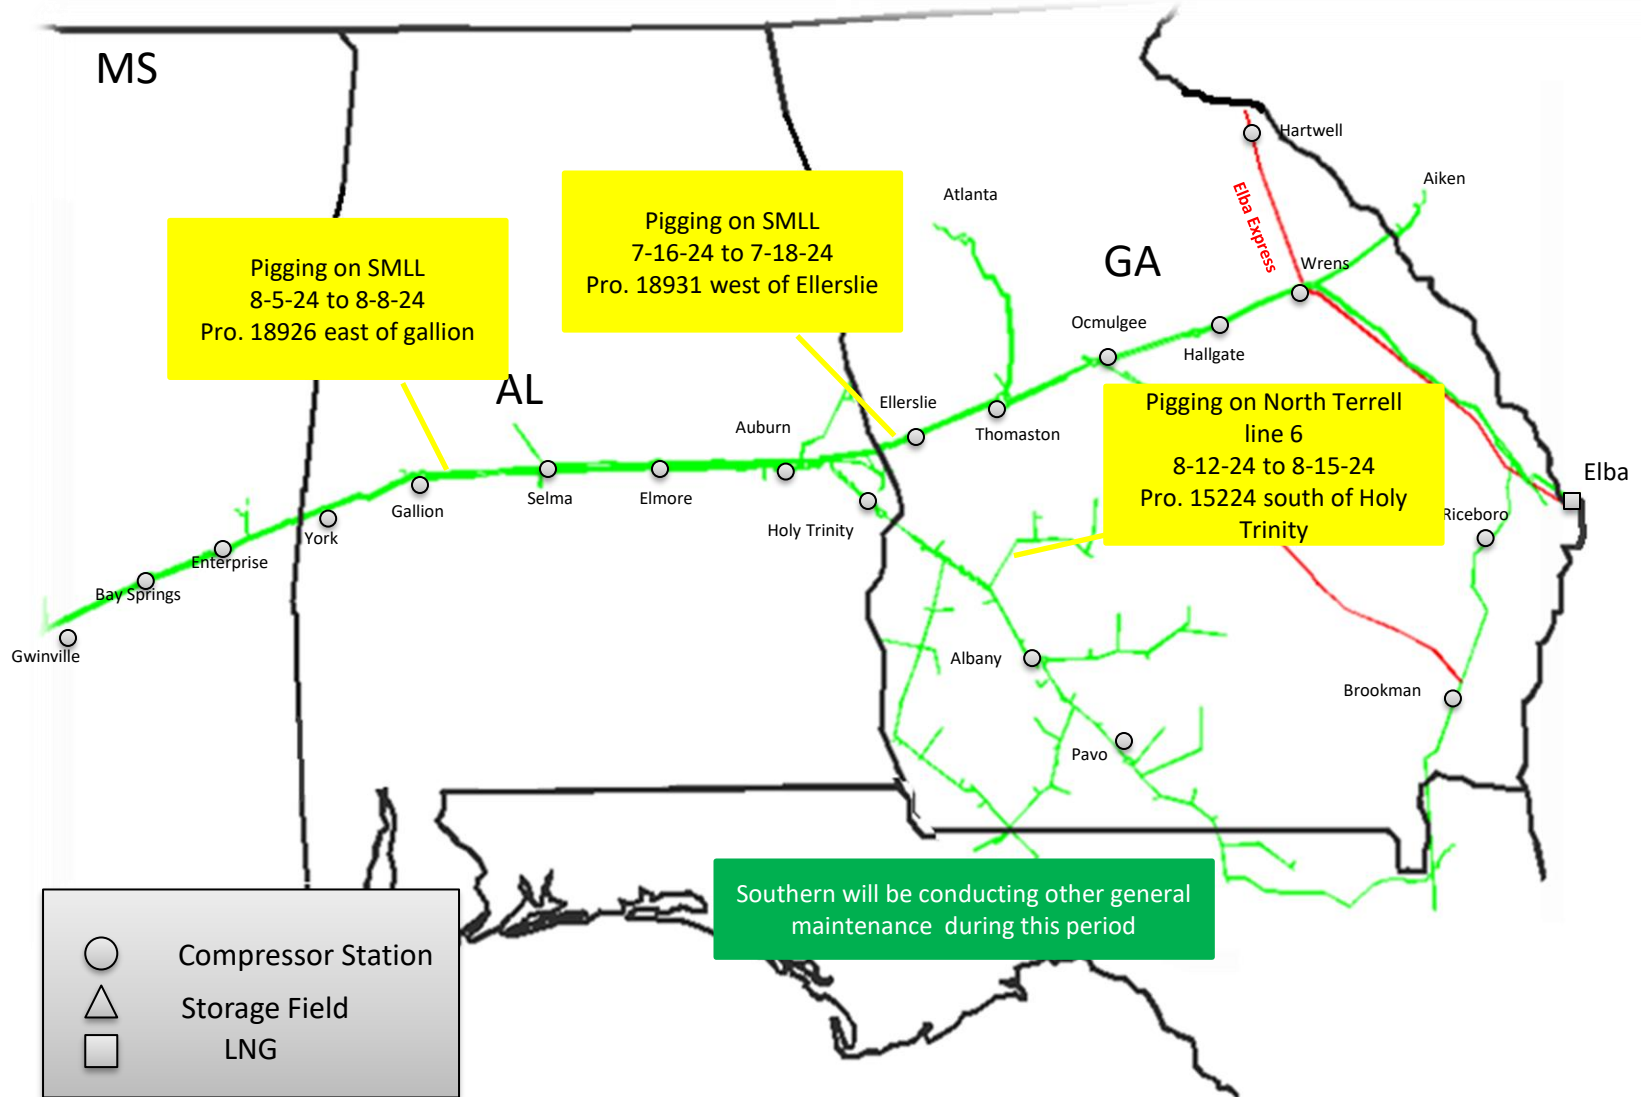 MS
Hartwell
Aiken
Atlanta
Elba Express
Pigging on SMLL
7-16-24 to 7-18-24
Pro. 18931 west of Ellerslie
GA
Wrens
Pigging on SMLL
8-5-24 to 8-8-24
Pro. 18926 east of gallion
Ocmulgee
Hallgate
AL
Ellerslie
Auburn
Thomaston
Pigging on North Terrell
line 6
8-12-24 to 8-15-24
Pro. 15224 south of Holy
Trinity
Elba
Selma
Elmore
Gallion
Holy Trinity
Riceboro
York
Enterprise
Bay Springs
Gwinville
Albany
Brookman
Pavo
Southern will be conducting other general
maintenance  during this period
Compressor Station
Storage Field
LNG